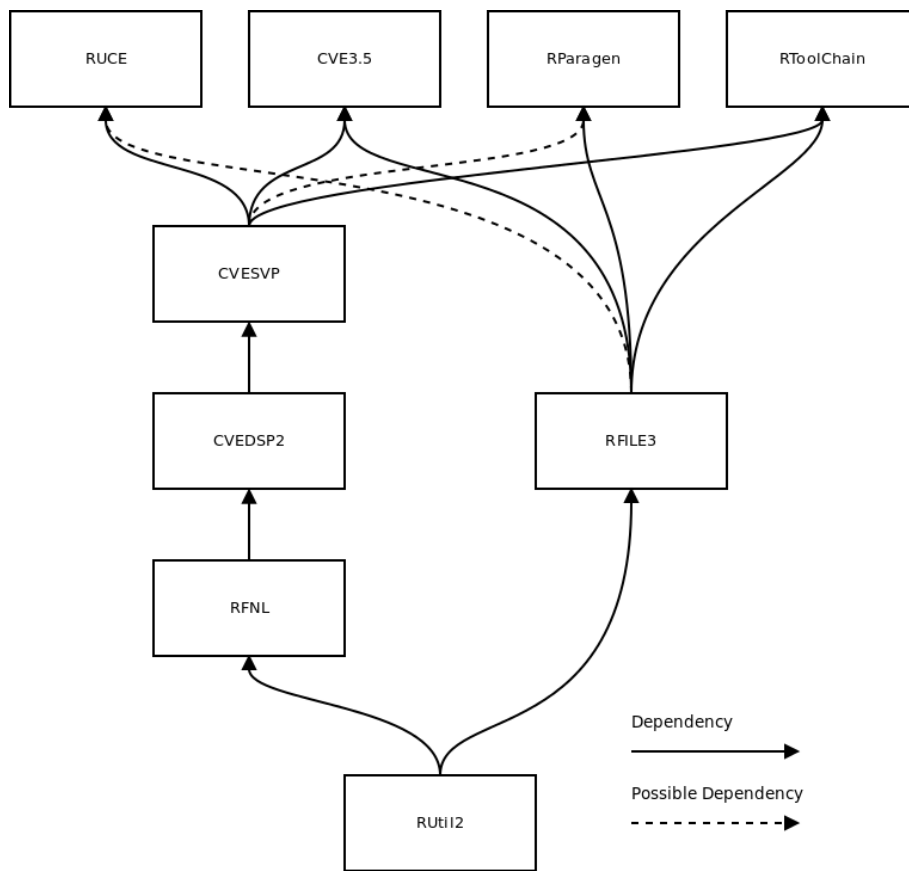 RUCE
CVE3.5
RParagen
RToolChain
CVESVP
CVEDSP2
RFILE3
RFNL
Dependency
Possible Dependency
RUtil2